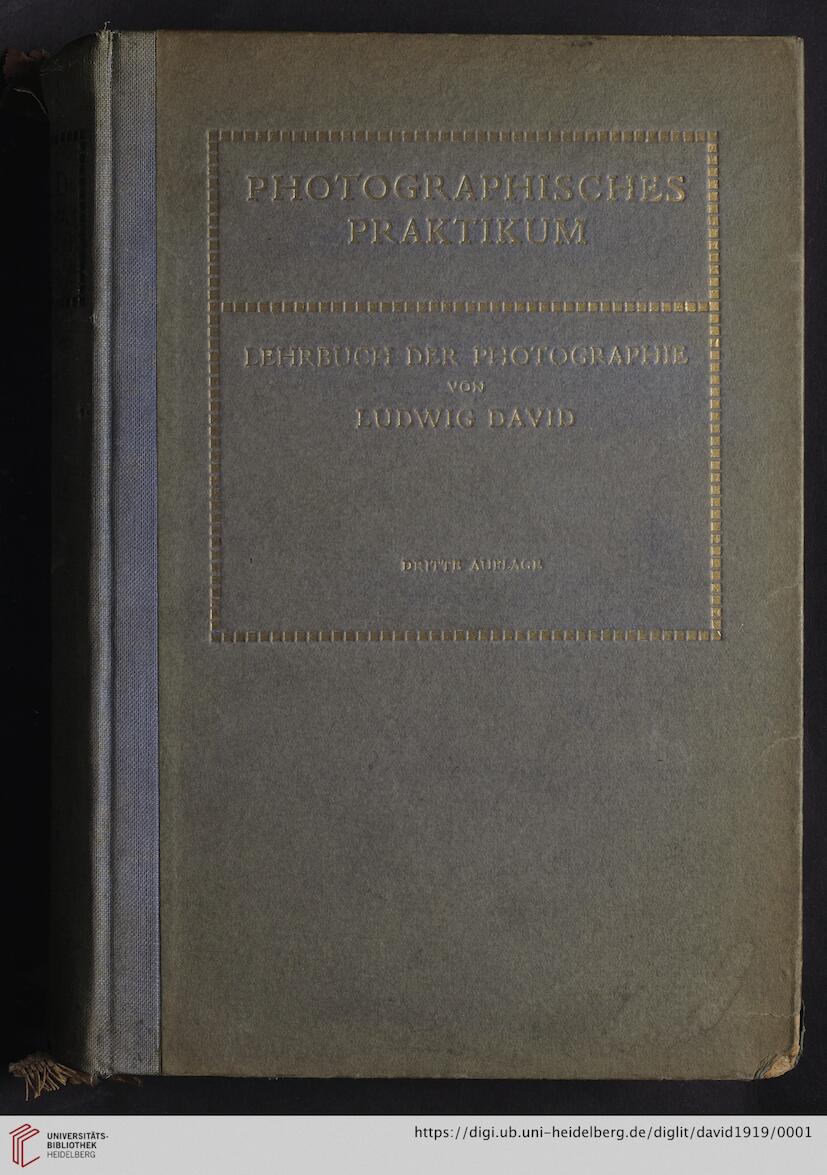 PHOTOGRAPHISCHES
PRAKTIKUM
LEHRBUCH DER PHOTOGRAPHIE
VON
LUDWIG DAVID
DRITTE AUFLAGE
UNIVERSITÄTS-
BIBLIOTHEK
HEIDELBERG
https://digi.ub.uni-heidelberg.de/diglit/david1919/0001